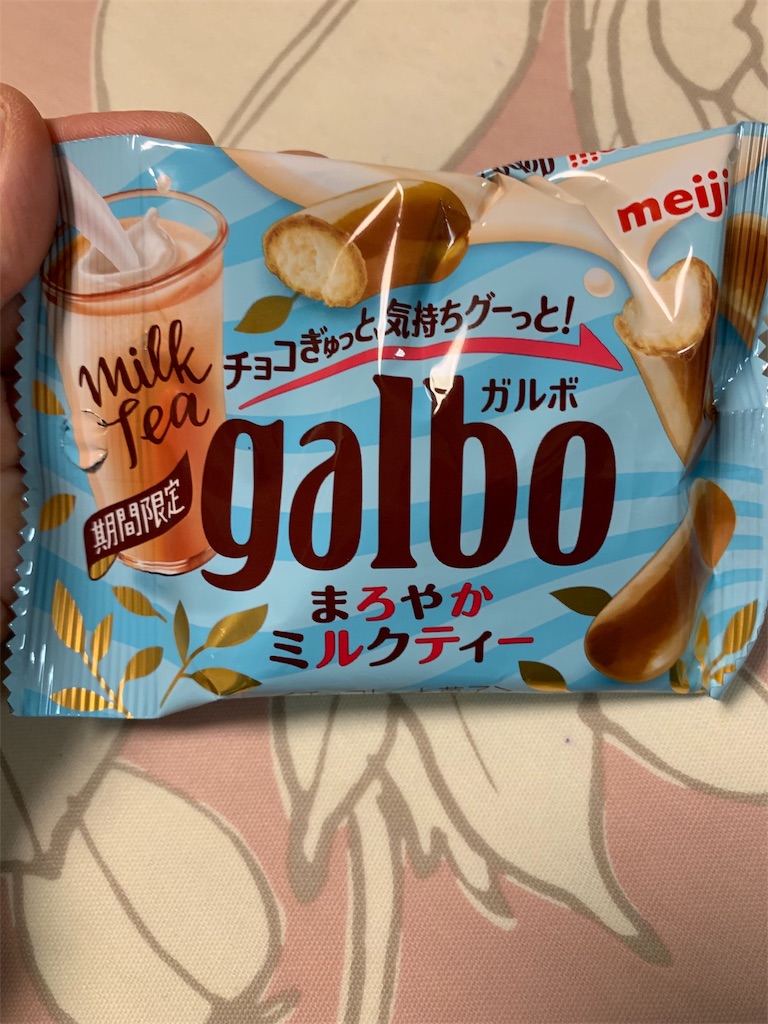 meiji
チョコぎゅっと、気持ちグーっと!
ガルボ
galbo
Milk
Tea
期間限定
まろやか
ミルクティー